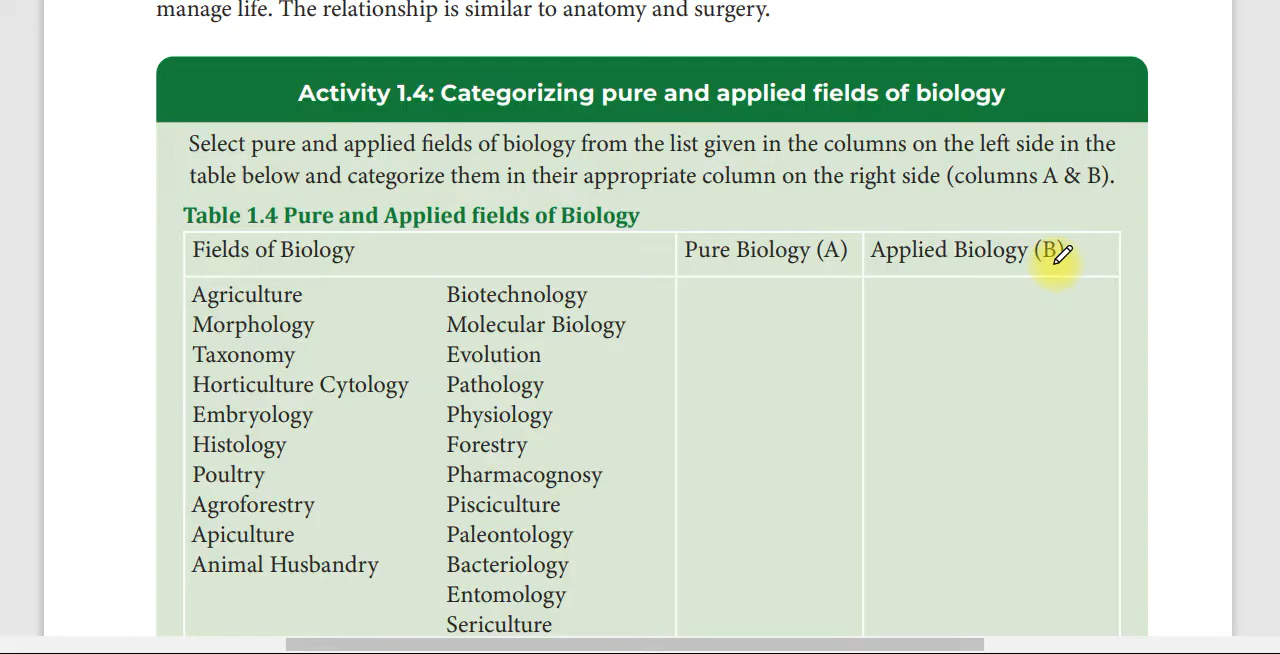 manage life. The relationship is similar to anatomy and surgery.
Activity 1.4: Categorizing pure and applied fields of biology
Select pure and applied fields of biology from the list given in the columns on the left side in the
table below and categorize them in their appropriate column on the right side (columns A & B).
Table 1.4 Pure and Applied fields of Biology
Fields of Biology Pure Biology (A) Applied Biology (B)
Agriculture Biotechnology
Morphology Molecular Biology
Taxonomy Evolution
Horticulture Cytology Pathology
Embryology Physiology
Histology Forestry
Poultry Pharmacognosy
Agroforestry Pisciculture
Apiculture Paleontology
Animal Husbandry Bacteriology
Entomology
Sericulture